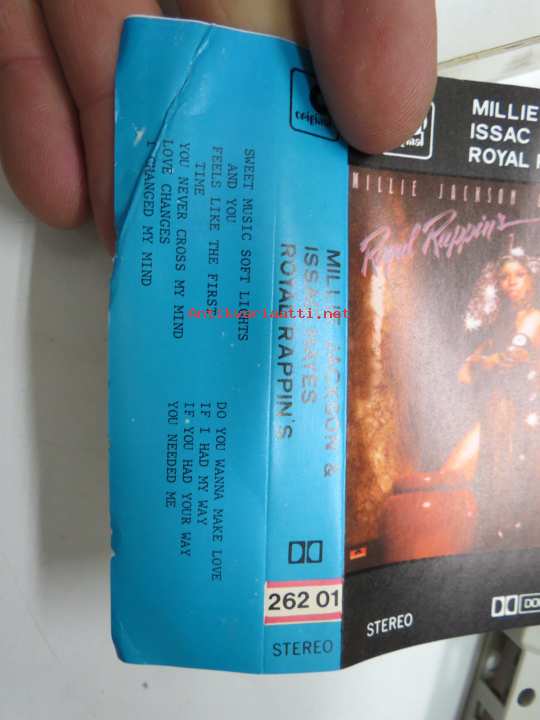 SWEET MUSIC SOFT LIGHTS
AND YOU
FEELS LIKE THE FIRST
TIME
YOU NEVER CROSS MY MIND
LOVE CHANGES
I CHANGED MY MIND
DO YOU WANNA MAKE LOVE
IF I HAD MY WAY
IF YOU HAD YOUR WAY
YOU NEEDED ME
MILLIE JACKSON &
ISSAC HAYES
ROYAL RAPPIN'S
262 01
STEREO
MILLIE
ISSAC
ROYAL
MILLIE JACKSON
Royal Rappin's
STEREO
Antikvariaatti.net